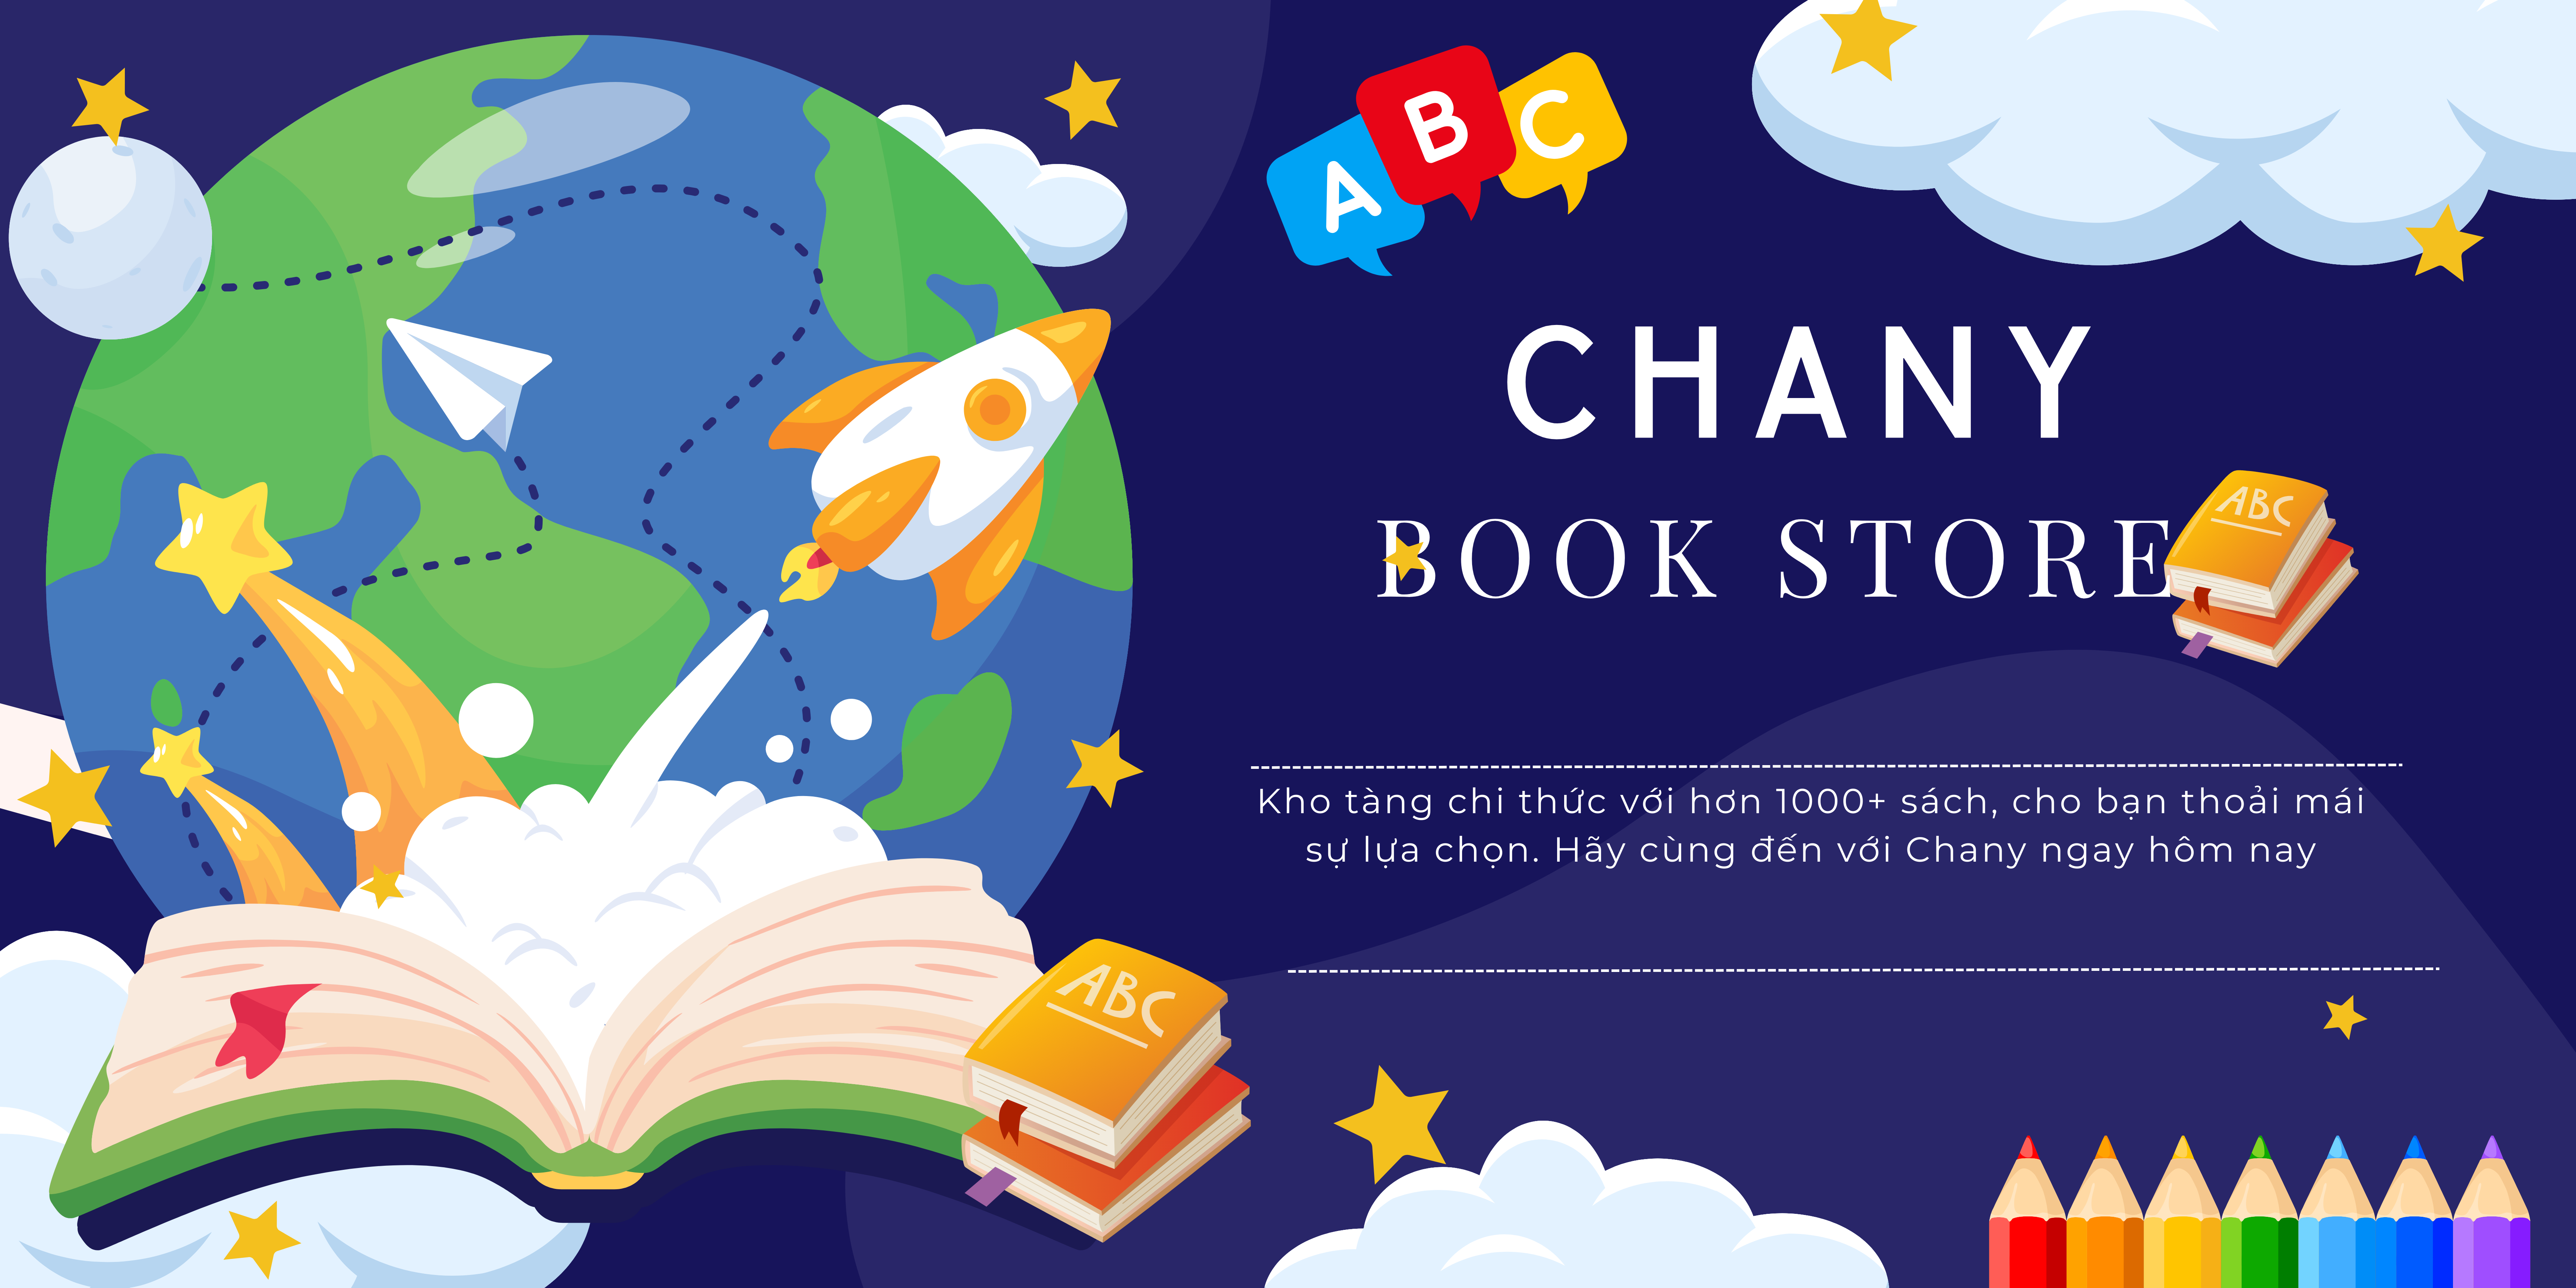 A B C
CHANY
BOOK STORE
ABC
Kho tàng chi thức với hơn 1000+ sách, cho bạn thoải mái
sự lựa chọn. Hãy cùng đến với Chany ngay hôm nay
ABC